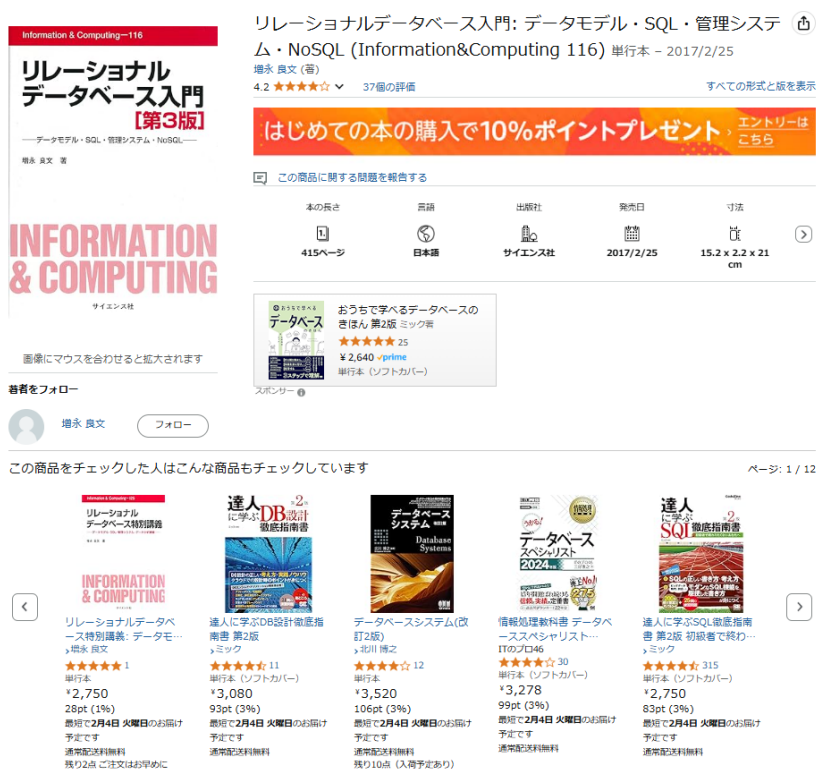 Information & Computing―116
リレーショナル
データベース入門
[第3版]
――データモデル・SQL・管理システム・NoSQL――
増永 良文 著
INFORMATION
& COMPUTING
サイエンス社
画像にマウスを合わせると拡大されます
著者をフォロー
増永 良文
フォロー
リレーショナルデータベース入門: データモデル・SQL・管理システ
ム・NoSQL (Information&Computing 116) 単行本 – 2017/2/25
増永 良文 (著)
4.2 37個の評価
すべての形式と版を表示
はじめての本の購入で10%ポイントプレゼント
エントリーは
こちら
この商品に関する問題を報告する
本の長さ
415ページ
言語
日本語
出版社
サイエンス社
発売日
2017/2/25
寸法
15.2 x 2.2 x 21
cm
おうちで学べる
データベース
のきほん
おうちで学べるデータベースの
きほん 第2版 ミック著
25
¥ 2,640 prime
単行本（ソフトカバー）
スポンサー
この商品をチェックした人はこんな商品もチェックしています
ページ: 1 / 12
リレーショナル
データベース特別講義
INFORMATION
& COMPUTING
リレーショナルデータベ
ース特別講義: データモ…
増永 良文
1
単行本
¥2,750
28pt (1%)
最短で2月4日 火曜日のお届け
予定です
通常配送料無料
残り2点 ご注文はお早めに
達人
に学ぶ
DB設計
徹底指南書
第2版
達人に学ぶDB設計徹底指
南書 第2版
ミック
11
単行本（ソフトカバー）
¥3,080
93pt (3%)
最短で2月4日 火曜日のお届け
予定です
通常配送料無料
データベース
システム
Database
Systems
データベースシステム(改
訂2版)
北川 博之
12
単行本
¥3,520
106pt (3%)
最短で2月4日 火曜日のお届け
予定です
通常配送料無料
残り10点（入荷予定あり）
データベース
スペシャリスト
2024年版
情報処理教科書 データベ
ーススペシャリスト…
ITのプロ46
30
単行本（ソフトカバー）
¥3,278
99pt (3%)
最短で2月4日 火曜日のお届け
予定です
通常配送料無料
達人
に学ぶ
SQL
徹底指南書
第2版
達人に学ぶSQL徹底指南
書 第2版 初級者で終わ…
ミック
315
単行本（ソフトカバー）
¥2,750
83pt (3%)
最短で2月4日 火曜日のお届け
予定です
通常配送料無料